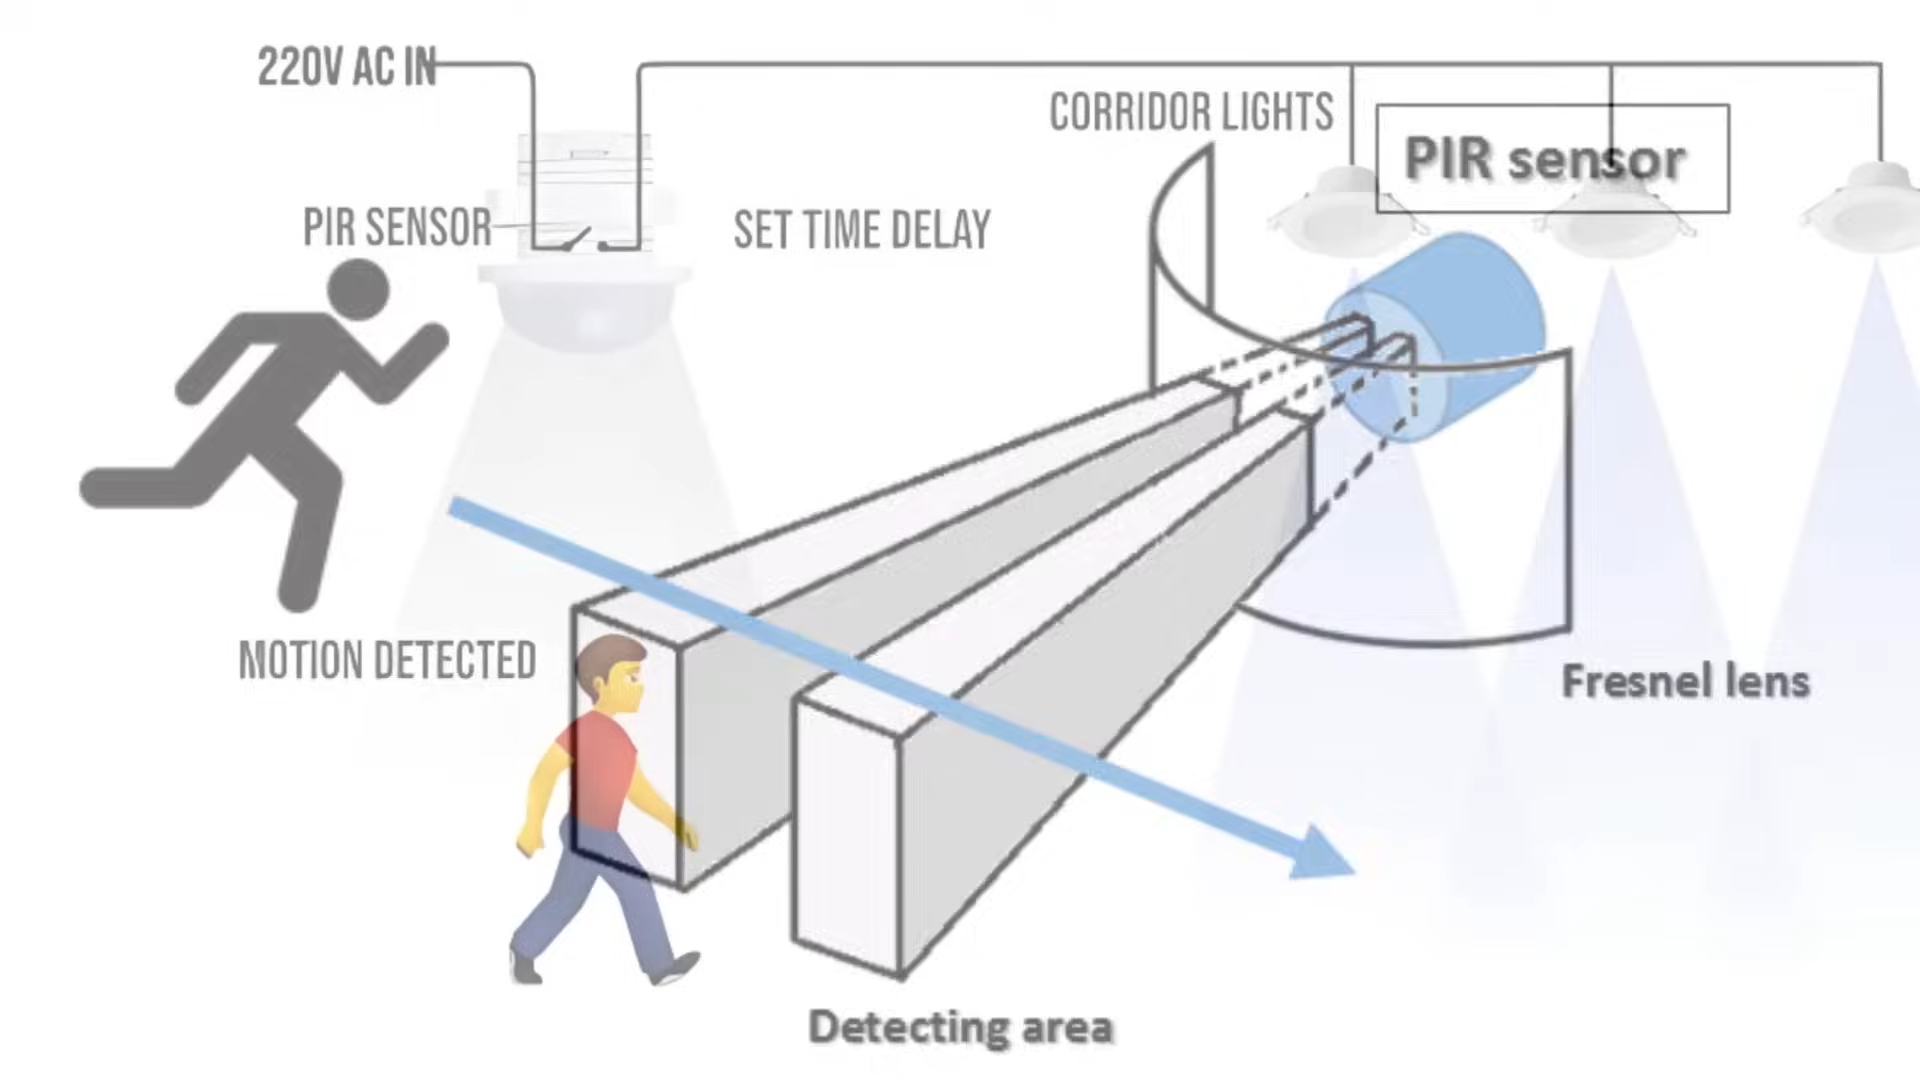 220V AC IN
CORRIDOR LIGHTS
PIR sensor
PIR SENSOR
SET TIME DELAY
MOTION DETECTED
Fresnel lens
Detecting area